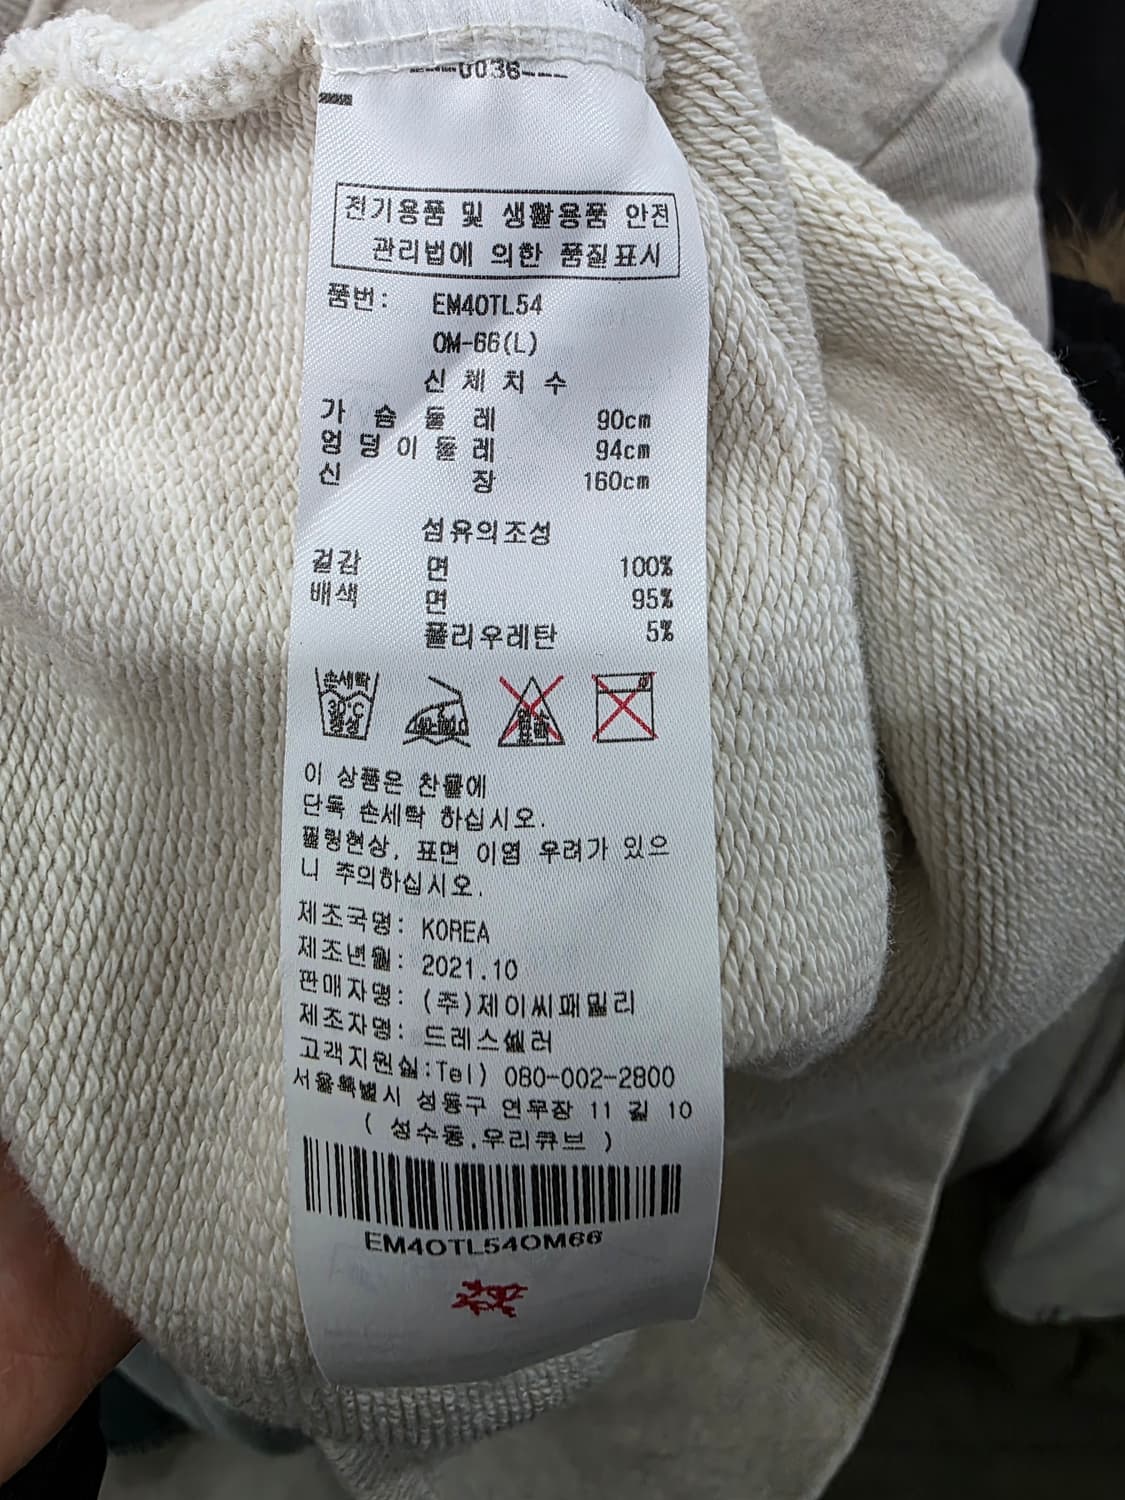 0036
전기용품 및 생활용품 안전
관리법에 의한 품질표시
품번: EM4OTL54
OM-66(L)
신 체 치 수
가 슴 둘 레 90cm
엉 덩 이 둘 레 94cm
신 장 160cm
섬유의조성
겉감 면 100%
배색 면 95%
폴리우레탄 5%
손세탁
30℃
중성
이 상품은 찬물에
단독 손세탁 하십시오.
필링현상, 표면 이염 우려가 있으
니 주의하십시오.
제조국명: KOREA
제조년월: 2021.10
판매자명: (주)제이씨패밀리
제조자명: 드레스셀러
고객지원실:Tel) 080-002-2800
서울특별시 성동구 연무장 11 길 10
( 성수동.우리큐브 )
EM4OTL54OM66